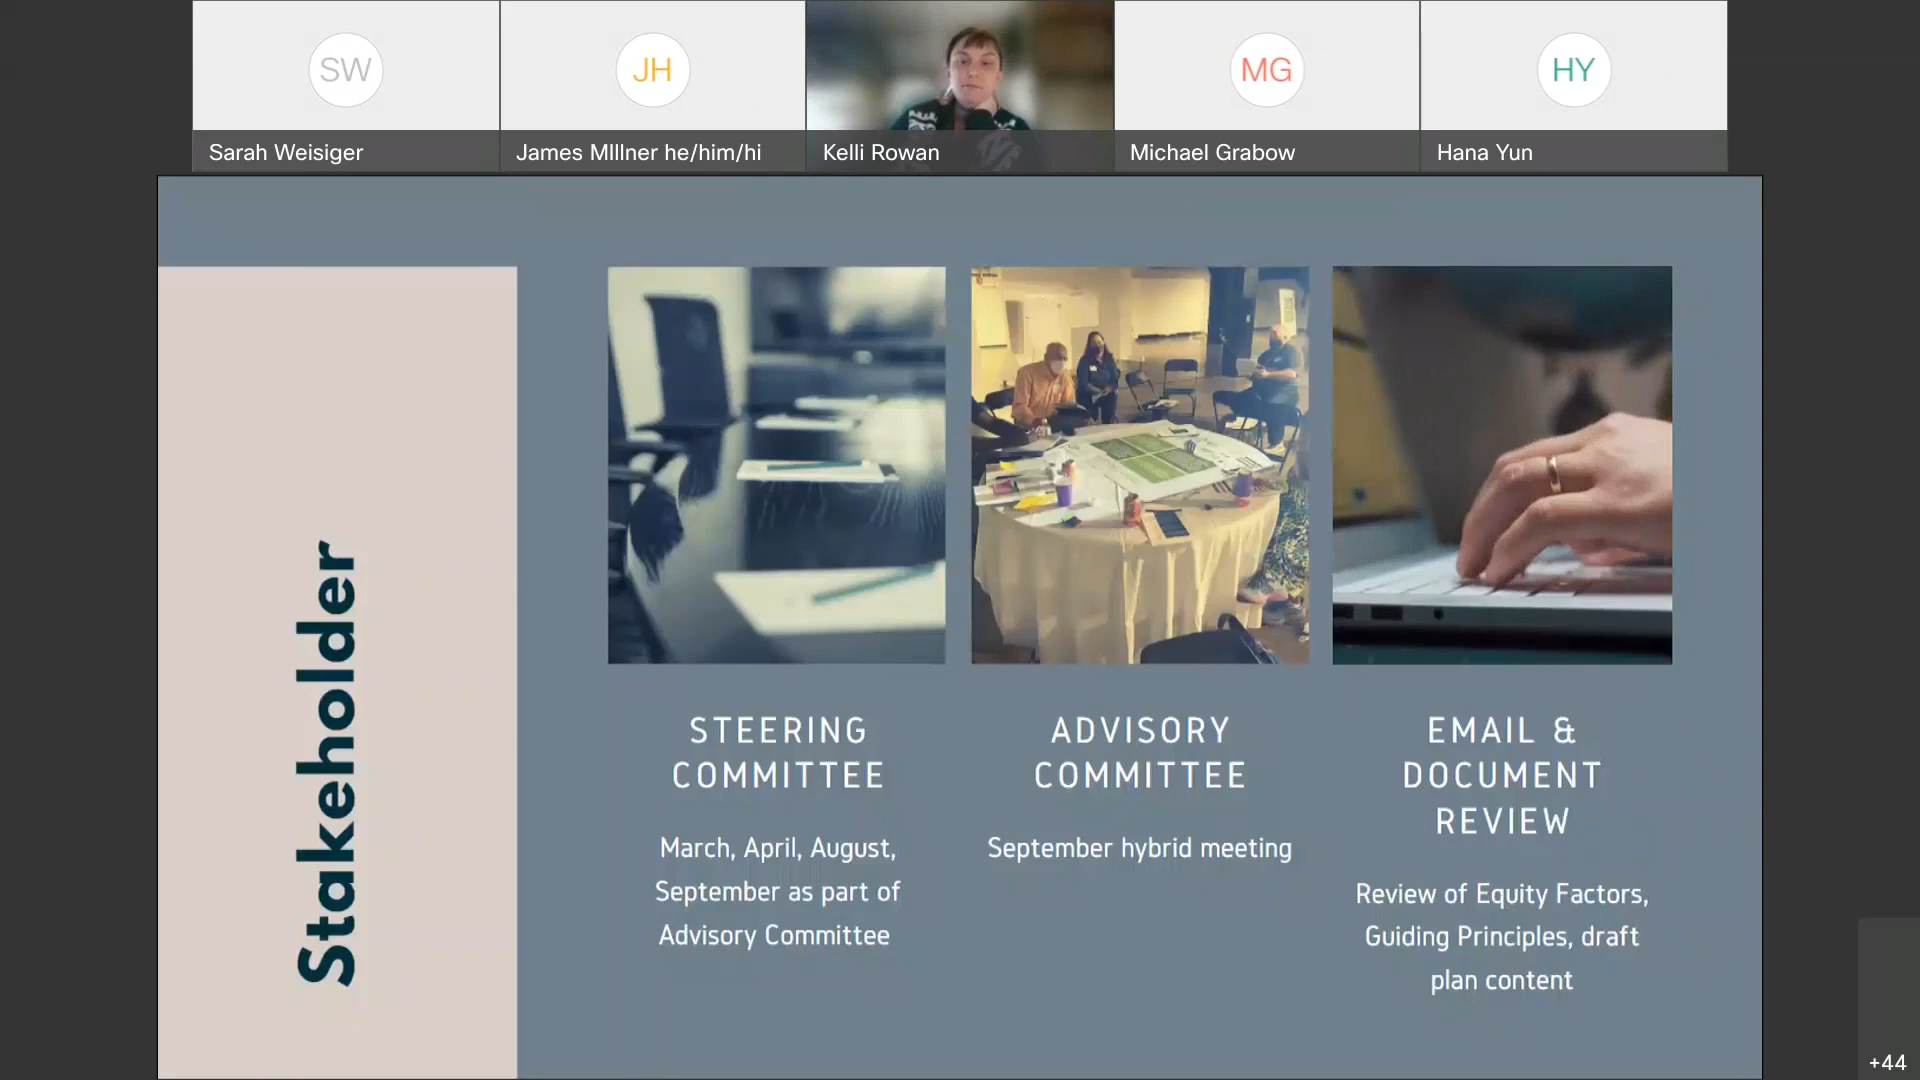 SW
JH
MG
HY
Sarah Weisiger
James MIllner he/him/hi
Kelli Rowan
Michael Grabow
Hana Yun
Stakeholder
STEERING
COMMITTEE
March, April, August,
September as part of
Advisory Committee
ADVISORY
COMMITTEE
September hybrid meeting
EMAIL &
DOCUMENT
REVIEW
Review of Equity Factors,
Guiding Principles, draft
plan content
+44